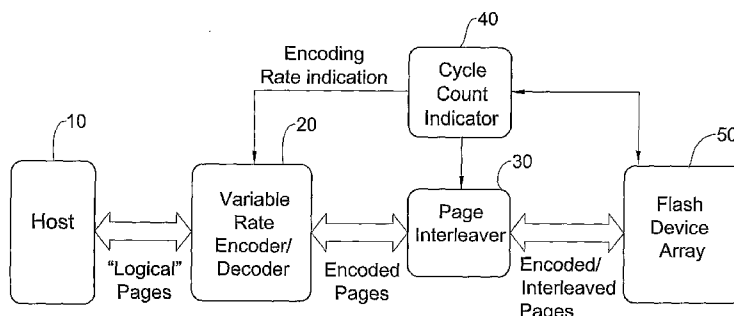 40
Encoding
Rate indication
Cycle
Count
Indicator
10
20
30
50
Host
Variable
Rate
Encoder/
Decoder
Page
Interleaver
Flash
Device
Array
"Logical"
Pages
Encoded
Pages
Encoded/
Interleaved
Pages